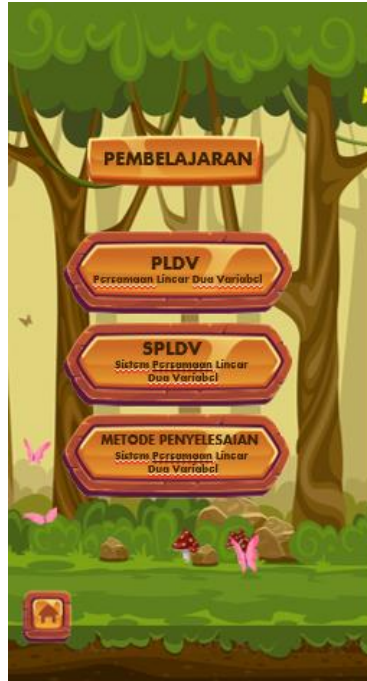 PEMBELAJARAN
PLDV
Persamaan Linear Dua Variabel
SPLDV
Sistem Persamaan Linear
Dua Variabel
METODE PENYELESAIAN
Sistem Persamaan Linear
Dua Variabel